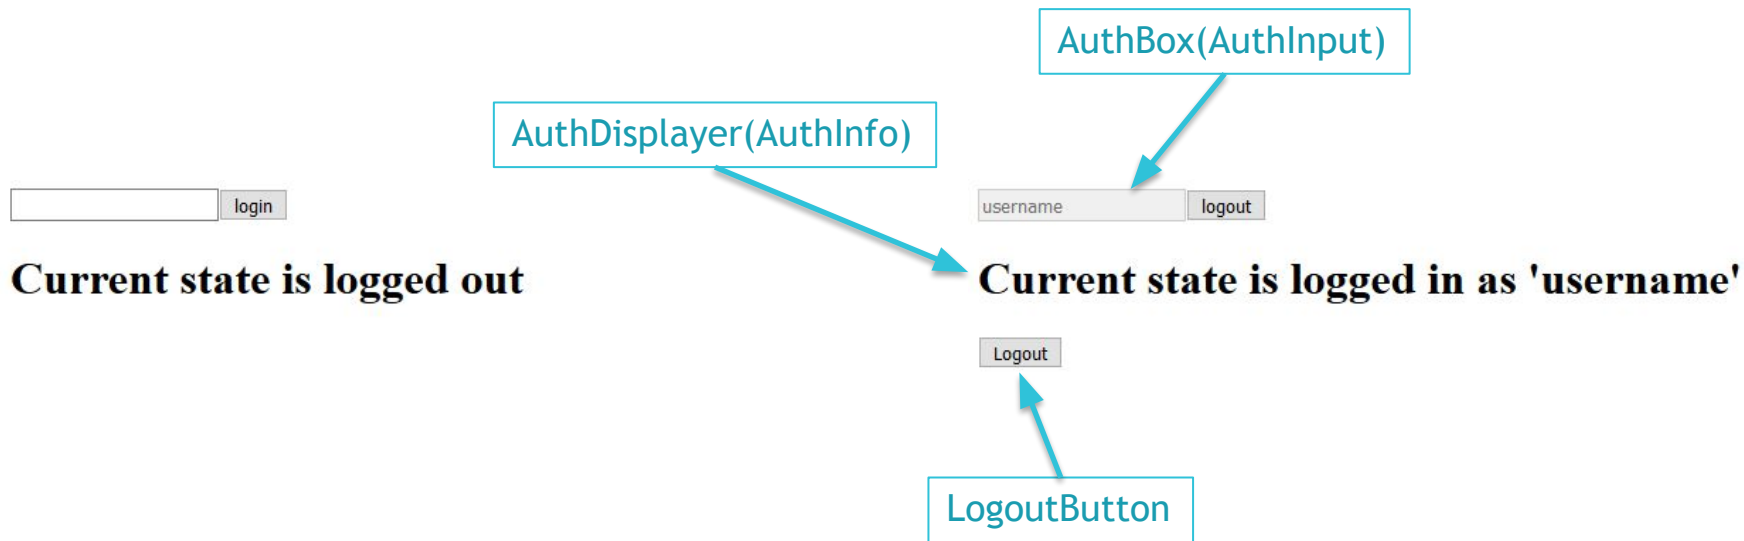 AuthBox(AuthInput)
AuthDisplayer(AuthInfo)
login
username logout
Current state is logged out
Current state is logged in as 'username'
Logout
LogoutButton